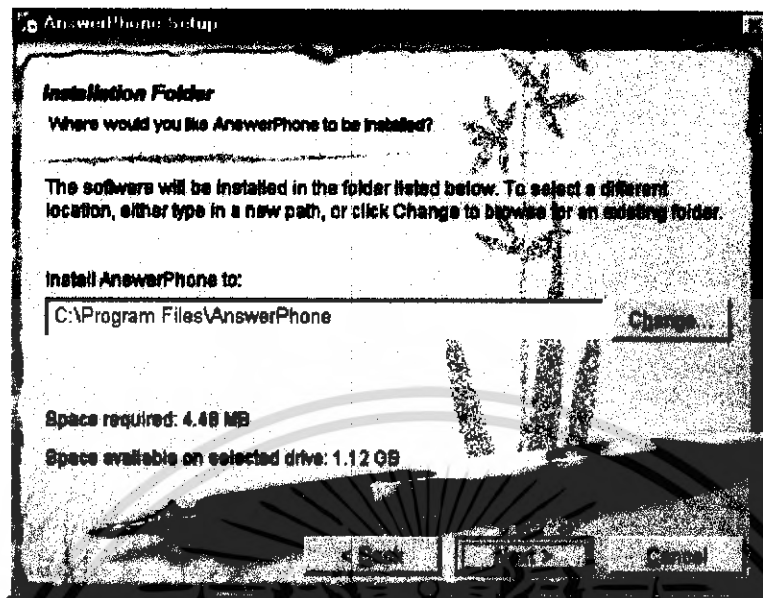 AnswerPhone Setup
Installation Folder
Where would you like AnswerPhone to be installed?
The software will be installed in the folder listed below. To select a different
location, either type in a new path, or click Change to browse for an existing folder.
Install AnswerPhone to:
C:\Program Files\AnswerPhone
Change...
Space required: 4.48 MB
Space available on selected drive: 1.12 GB
< Back
Next >
Cancel